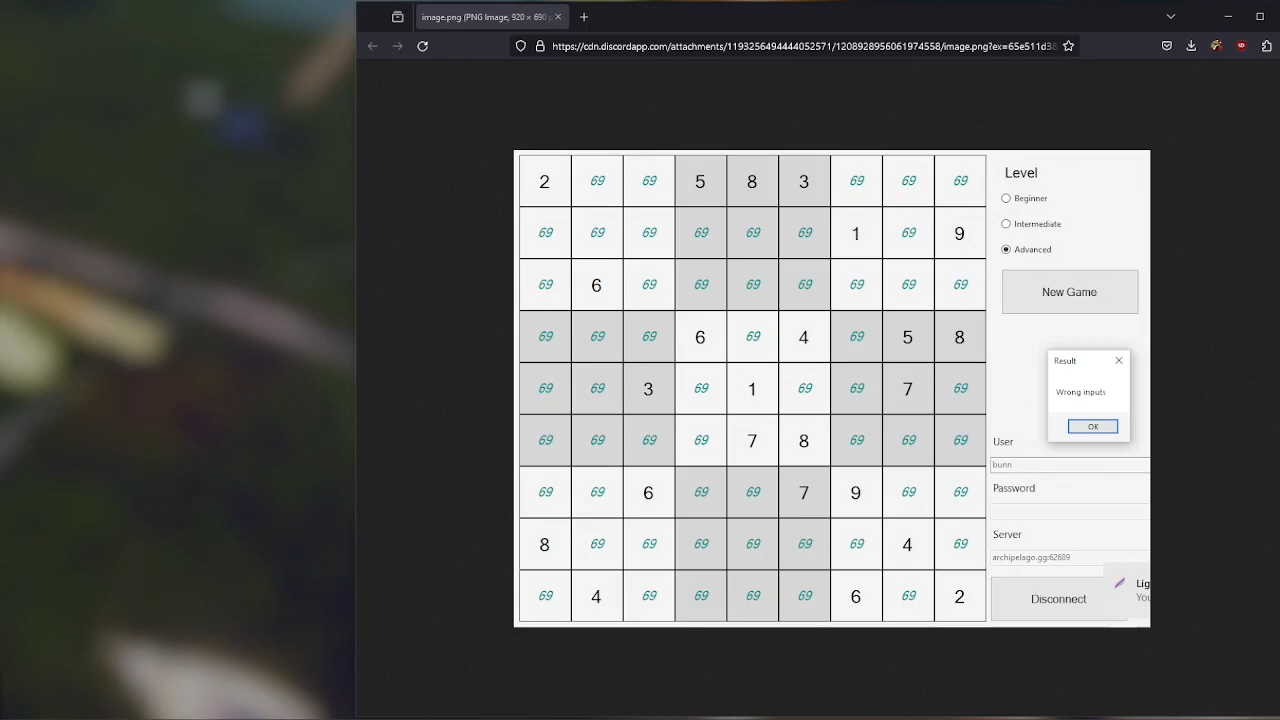 image.png (PNG Image, 920 × 690 p
https://cdn.discordapp.com/attachments/1193256494444052571/1208928956061974558/image.png?ex=65e511d38
2 69 69 5 8 3 69 69 69
69 69 69 69 69 69 1 69 9
69 6 69 69 69 69 69 69 69
69 69 69 6 69 4 69 5 8
69 69 3 69 1 69 69 7 69
69 69 69 69 7 8 69 69 69
69 69 6 69 69 7 9 69 69
8 69 69 69 69 69 69 4 69
69 4 69 69 69 69 6 69 2
Level
Beginner
Intermediate
Advanced
New Game
Result
Wrong inputs
OK
User
bunn
Password
Server
archipelago.gg:62689
Disconnect
Lig
You